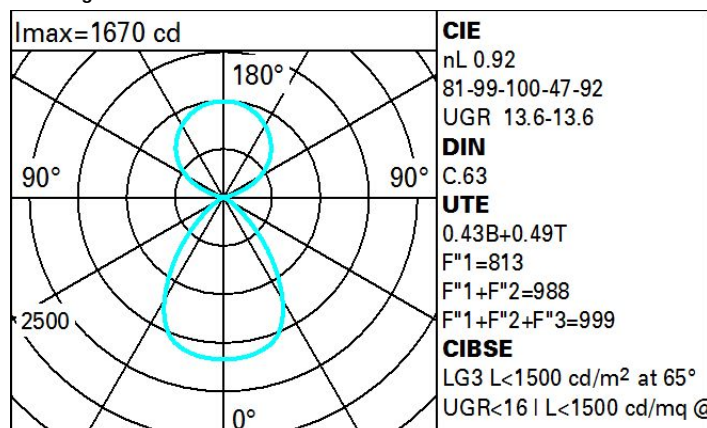 Imax=1670 cd
180°
90°
90°
2500
0°
CIE
nL 0.92
81-99-100-47-92
UGR 13.6-13.6
DIN
C.63
UTE
0.43B+0.49T
F"1=813
F"1+F"2=988
F"1+F"2+F"3=999
CIBSE
LG3 L<1500 cd/m² at 65°
UGR<16 | L<1500 cd/mq @